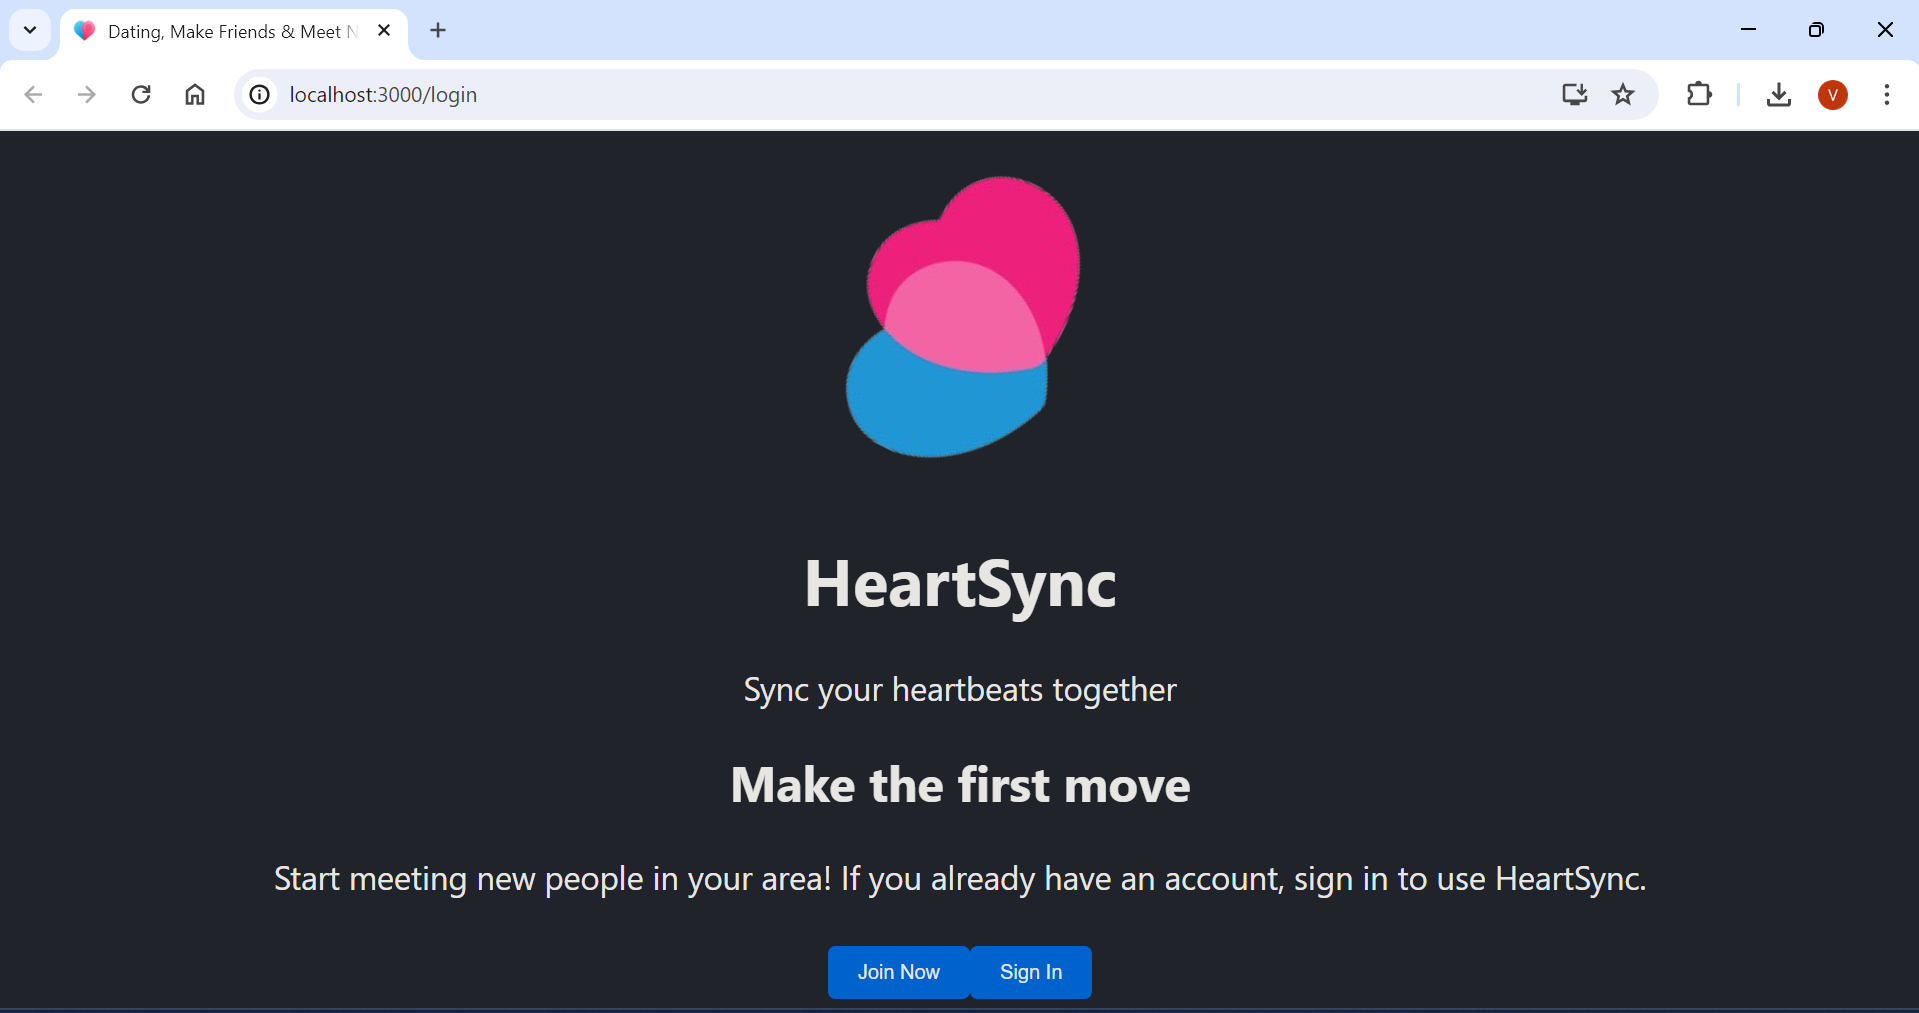 Dating, Make Friends & Meet
localhost:3000/login
V
HeartSync
Sync your heartbeats together
Make the first move
Start meeting new people in your area! If you already have an account, sign in to use HeartSync.
Join Now
Sign In